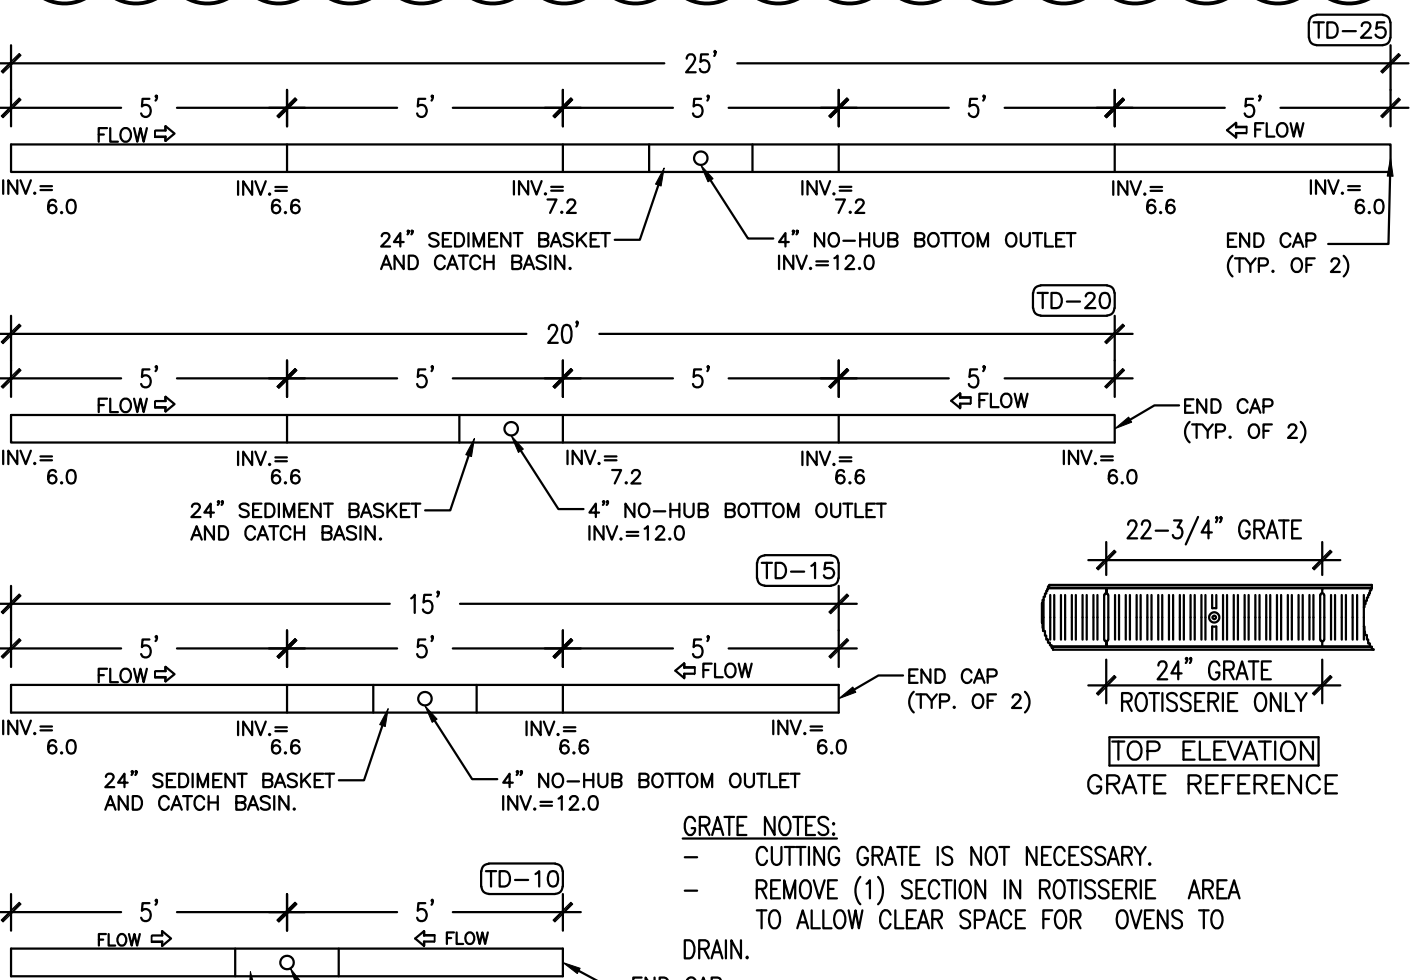 TD-25
25'
5' 5' 5' 5' 5'
FLOW FLOW
INV.= INV.= INV.= INV.= INV.= INV.=
6.0 6.6 7.2 7.2 6.6 6.0
24" SEDIMENT BASKET
AND CATCH BASIN.
4" NO-HUB BOTTOM OUTLET
INV.=12.0
END CAP
(TYP. OF 2)
TD-20
20'
5' 5' 5' 5'
FLOW FLOW
END CAP
(TYP. OF 2)
INV.= INV.= INV.= INV.= INV.=
6.0 6.6 7.2 6.6 6.0
24" SEDIMENT BASKET
AND CATCH BASIN.
4" NO-HUB BOTTOM OUTLET
INV.=12.0
22-3/4" GRATE
24" GRATE
ROTISSERIE ONLY
TOP ELEVATION
GRATE REFERENCE
TD-15
15'
5' 5' 5'
FLOW FLOW
END CAP
(TYP. OF 2)
INV.= INV.= INV.= INV.=
6.0 6.6 6.6 6.0
24" SEDIMENT BASKET
AND CATCH BASIN.
4" NO-HUB BOTTOM OUTLET
INV.=12.0
GRATE NOTES:
- CUTTING GRATE IS NOT NECESSARY.
- REMOVE (1) SECTION IN ROTISSERIE AREA
TO ALLOW CLEAR SPACE FOR OVENS TO
DRAIN.
TD-10
5' 5'
FLOW FLOW
END CAP